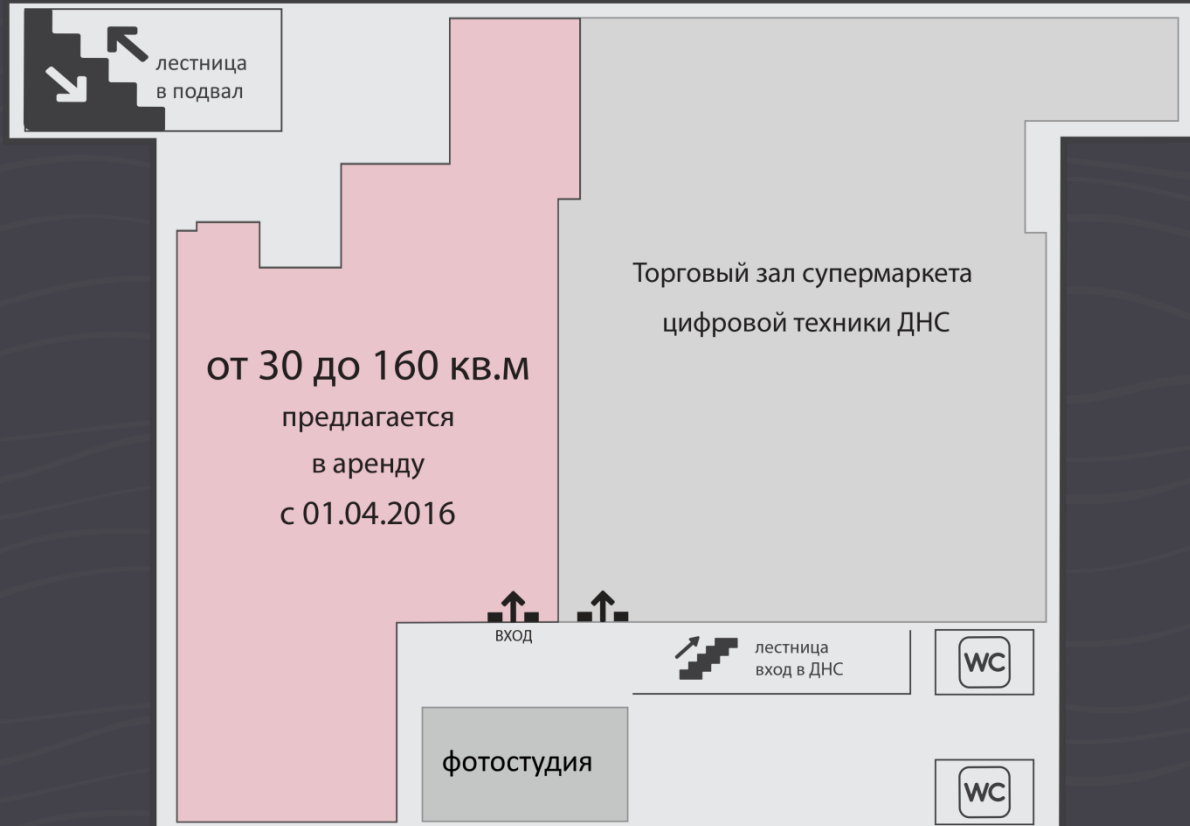 лестница
в подвал
Торговый зал супермаркета
цифровой техники ДНС
от 30 до 160 кв.м
предлагается
в аренду
с 01.04.2016
ВХОД
лестница
вход в ДНС
WC
фотостудия
WC